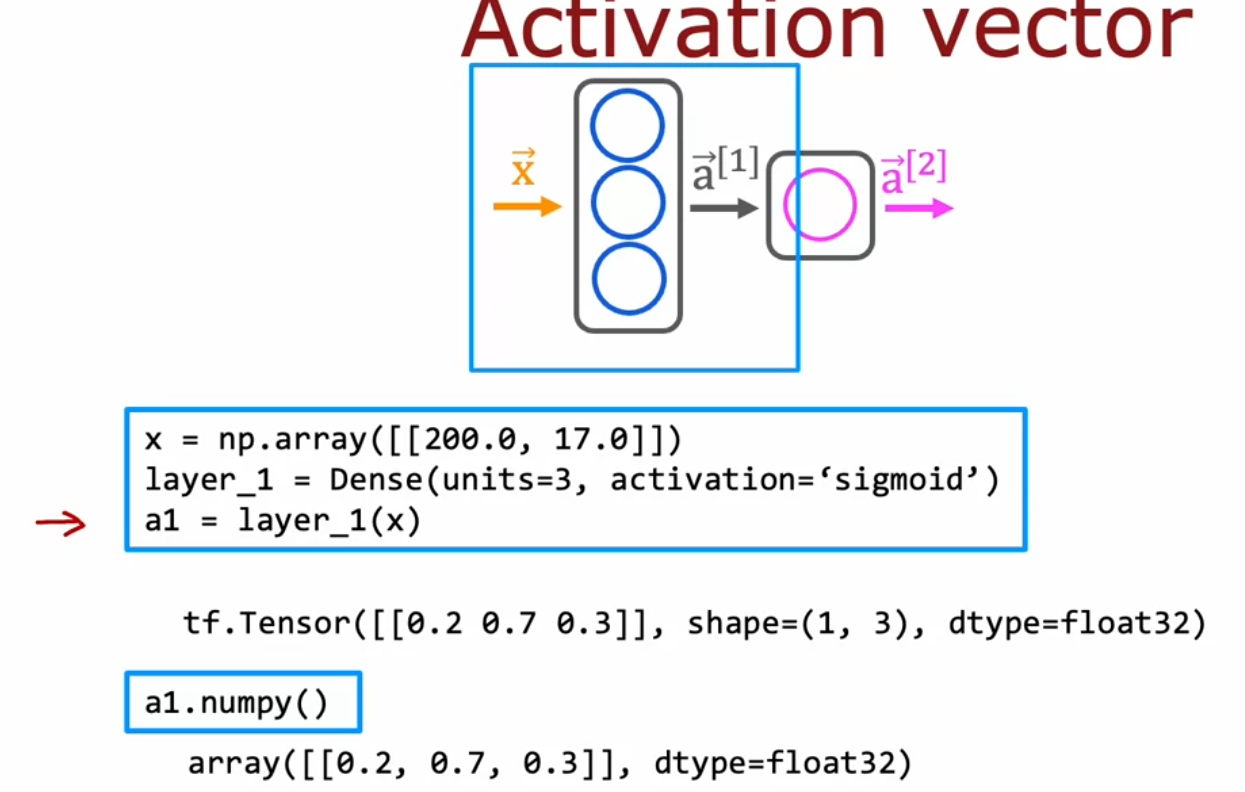 Activation vector
x⃗
a⃗[1]
a⃗[2]
x = np.array([[200.0, 17.0]])
layer_1 = Dense(units=3, activation=‘sigmoid’)
a1 = layer_1(x)
tf.Tensor([[0.2 0.7 0.3]], shape=(1, 3), dtype=float32)
a1.numpy()
array([[0.2, 0.7, 0.3]], dtype=float32)